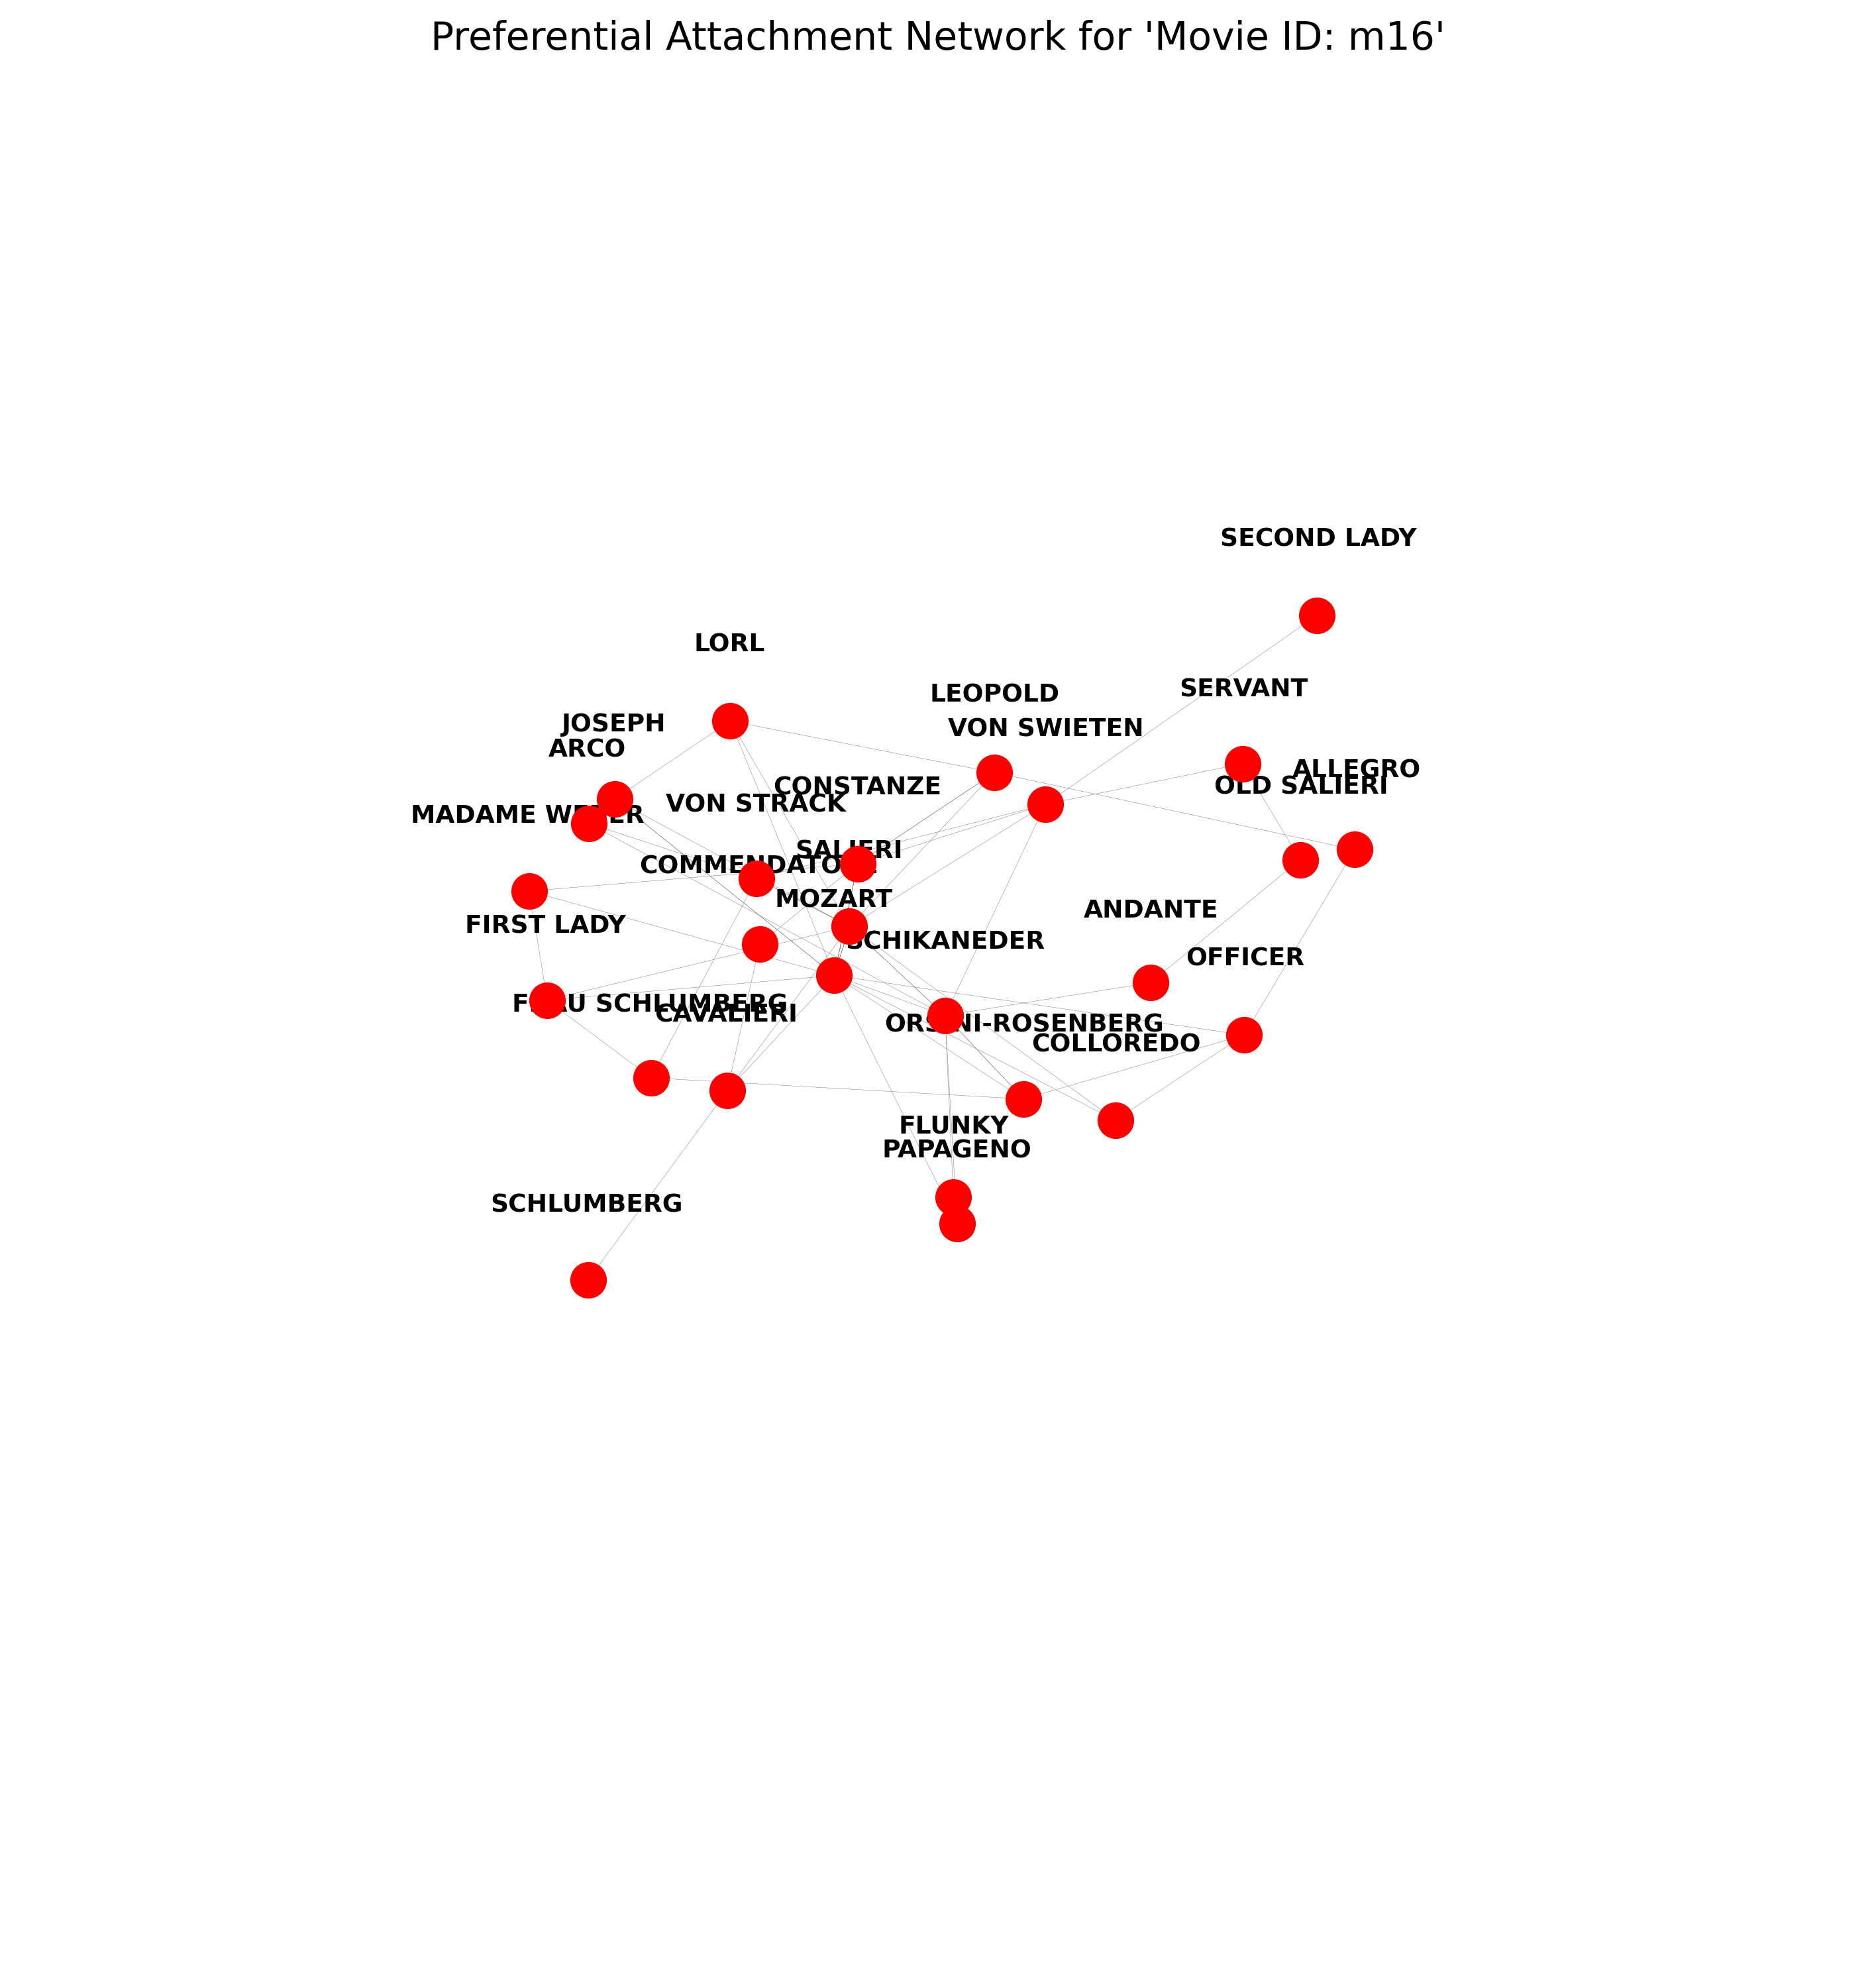 Preferential Attachment Network for 'Movie ID: m16'
SECOND LADY
LORL
SERVANT
LEOPOLD
JOSEPH
VON SWIETEN
ARCO
ALLEGRO
OLD SALIERI
CONSTANZE
VON STRACK
MADAME WEBER
SALIERI
COMMENDATORE
MOZART
ANDANTE
FIRST LADY
SCHIKANEDER
OFFICER
FRAU SCHLUMBERG
CAVALIERI
ORSINI-ROSENBERG
COLLOREDO
FLUNKY
PAPAGENO
SCHLUMBERG